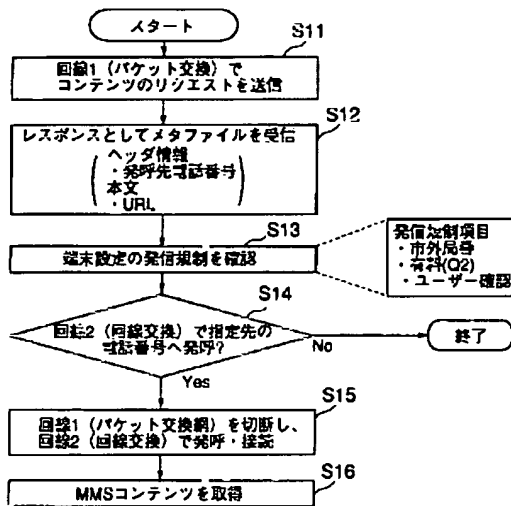 スタート
S11
回線1（パケット交換）で
コンテンツのリクエストを送信
S12
レスポンスとしてメタファイルを受信
ヘッダ情報
・発呼先電話番号
本文
・URL
S13
端末設定の発信規制を確認
発信規制項目
・市外局番
・有料(Q2)
・ユーザー確認
S14
回線2（回線交換）で指定先の
電話番号へ発呼?
No
終了
Yes
S15
回線1（パケット交換網）を切断し、
回線2（回線交換）で発呼・接続
S16
MMSコンテンツを取得